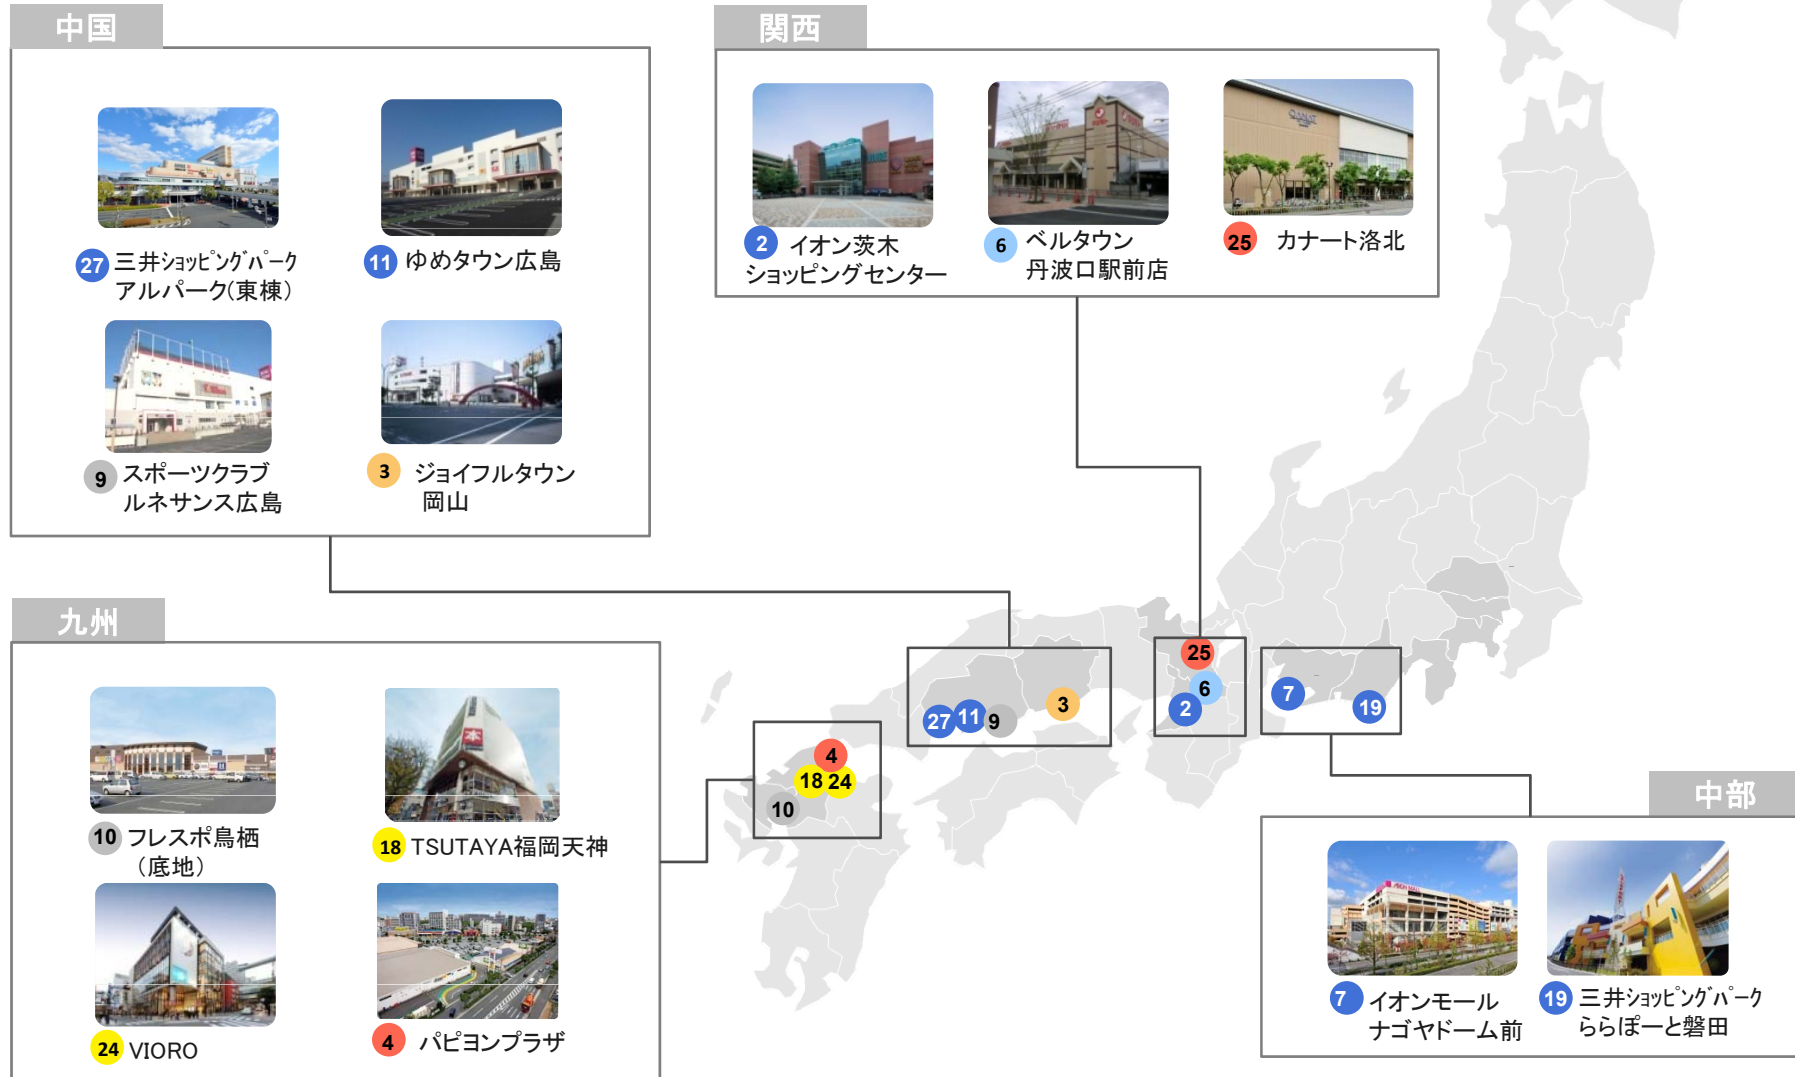 中国
27 三井ショッピングパーク
アルパーク(東棟)
11 ゆめタウン広島
9 スポーツクラブ
ルネサンス広島
3 ジョイフルタウン
岡山
関西
2 イオン茨木
ショッピングセンター
6 ベルタウン
丹波口駅前店
25 カナート洛北
九州
10 フレスポ鳥栖
(底地)
本
18 TSUTAYA福岡天神
24 VIORO
4 パピヨンプラザ
25
6
2
7
19
3
27 11 9
4
18 24
10
中部
7 イオンモール
ナゴヤドーム前
19 三井ショッピングパーク
ららぽーと磐田